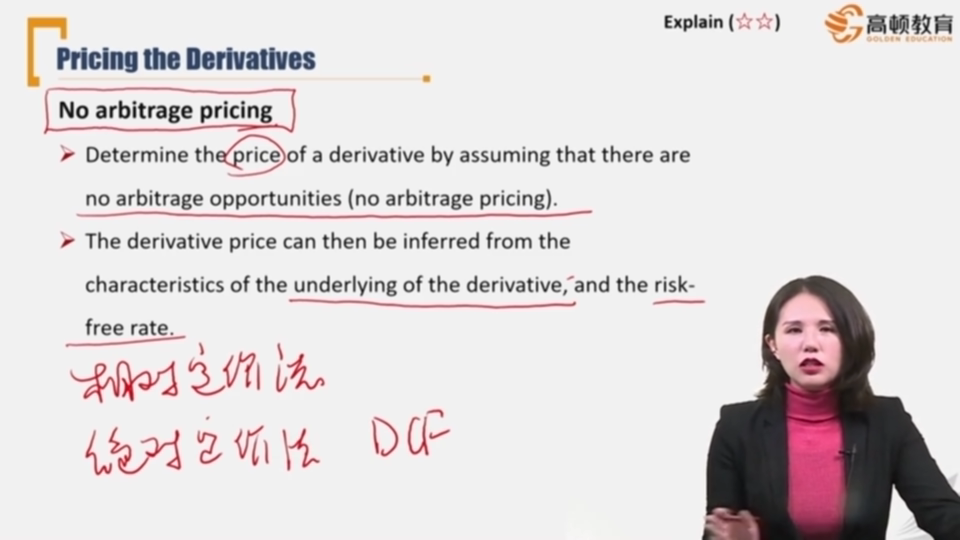 Explain (☆☆)
高顿教育
GOLDEN EDUCATION
Pricing the Derivatives
No arbitrage pricing
Determine the price of a derivative by assuming that there are
no arbitrage opportunities (no arbitrage pricing).
The derivative price can then be inferred from the
characteristics of the underlying of the derivative, and the risk-
free rate.
相对定价法
绝对定价法 DCF